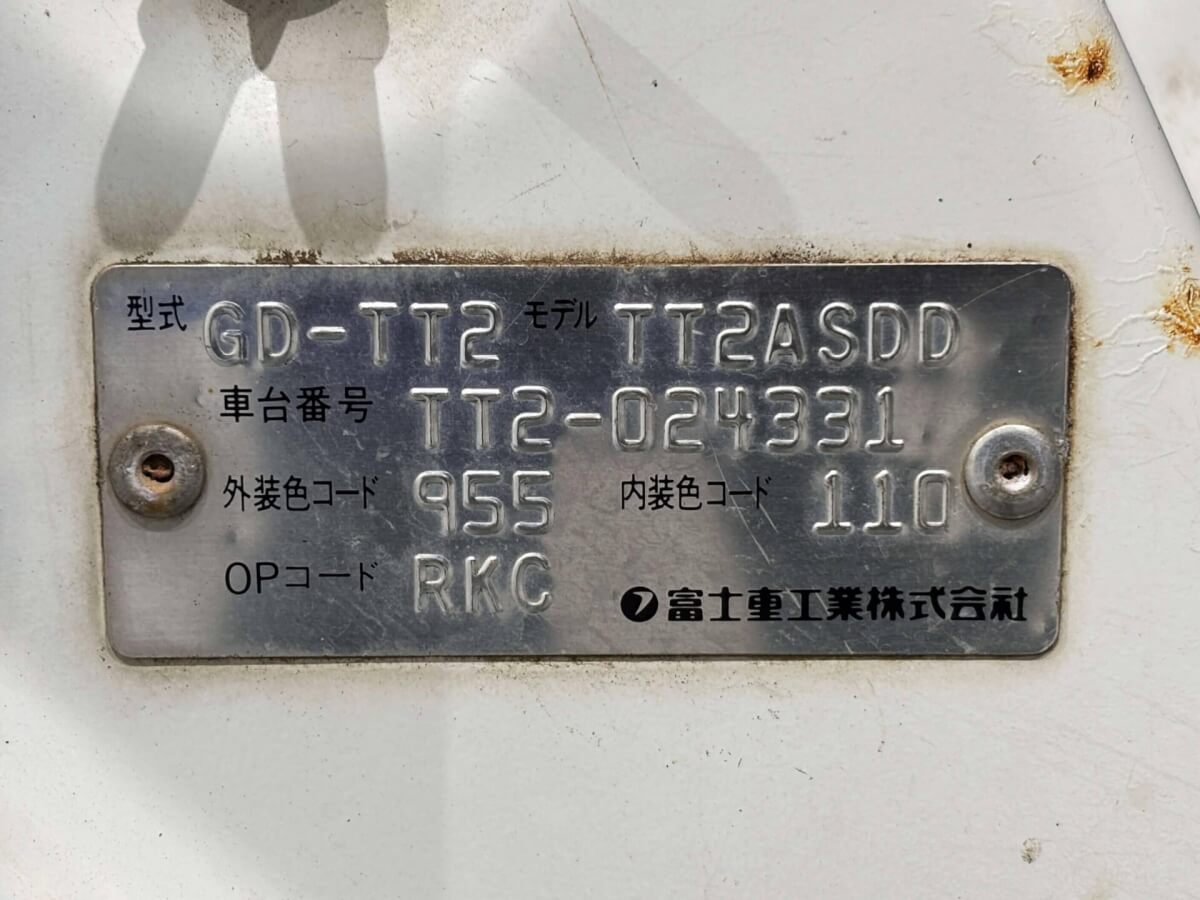 型式 GD-TT2 モデル TT2ASDD
車台番号 TT2-024331
外装色コード 955 内装色コード 110
OPコード RKC
富士重工業株式会社